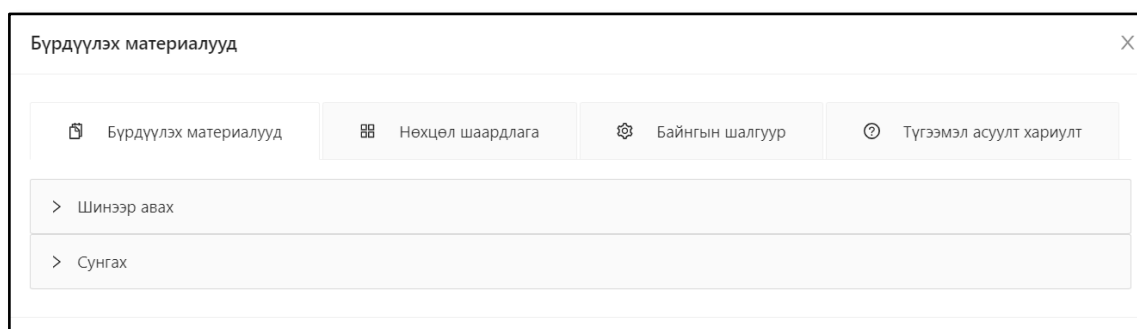 Бүрдүүлэх материалууд
Бүрдүүлэх материалууд Нөхцөл шаардлага Байнгын шалгуур Түгээмэл асуулт хариулт
Шинээр авах
Сунгах